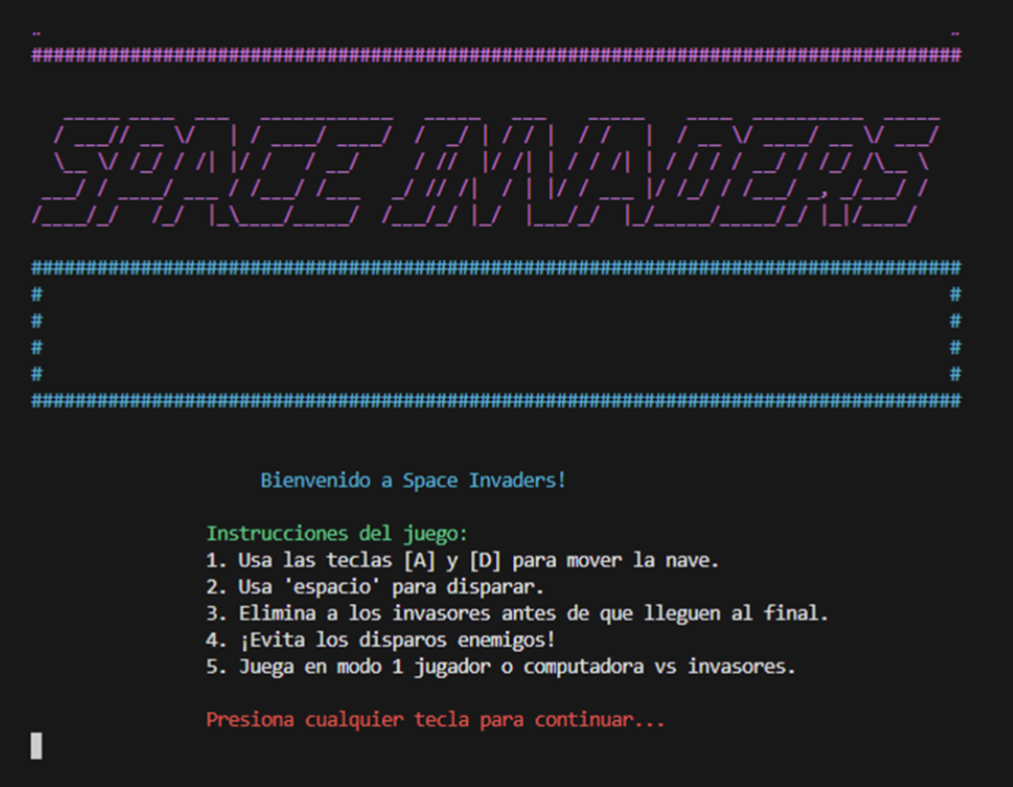 SPACE INVADERS
Bienvenido a Space Invaders!
Instrucciones del juego:
1. Usa las teclas [A] y [D] para mover la nave.
2. Usa 'espacio' para disparar.
3. Elimina a los invasores antes de que lleguen al final.
4. ¡Evita los disparos enemigos!
5. Juega en modo 1 jugador o computadora vs invasores.
Presiona cualquier tecla para continuar...